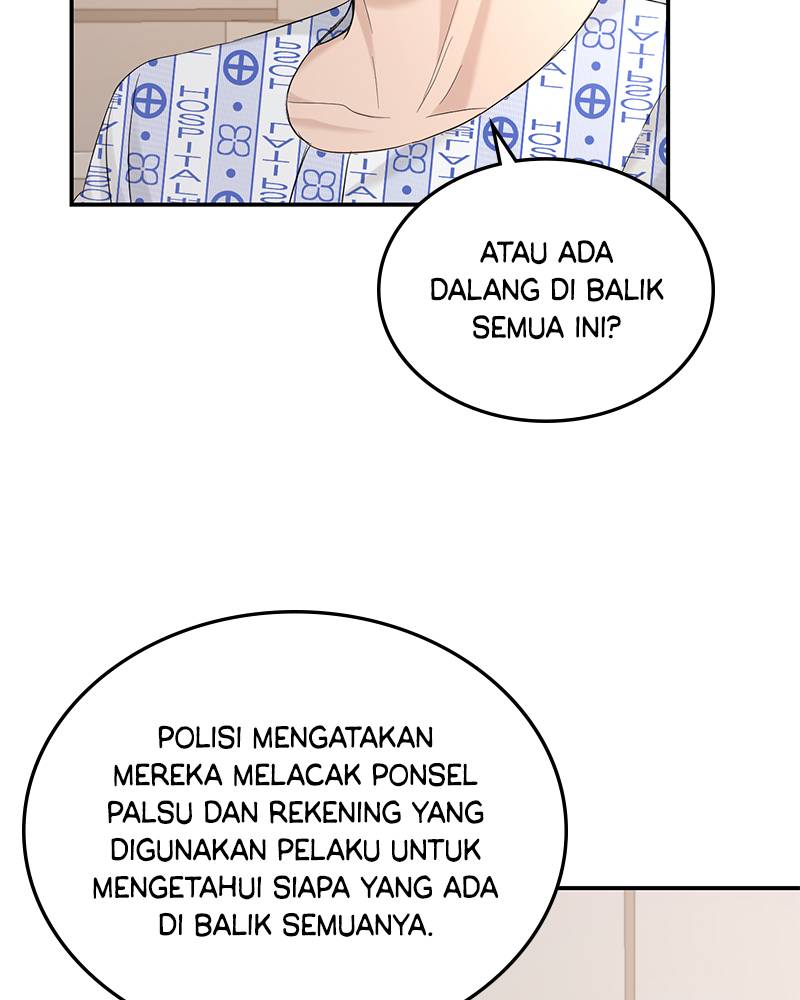 HOSPITAL
HOSPITAL
ATAU ADA
DALANG DI BALIK
SEMUA INI?
POLISI MENGATAKAN
MEREKA MELACAK PONSEL
PALSU DAN REKENING YANG
DIGUNAKAN PELAKU UNTUK
MENGETAHUI SIAPA YANG ADA
DI BALIK SEMUANYA.